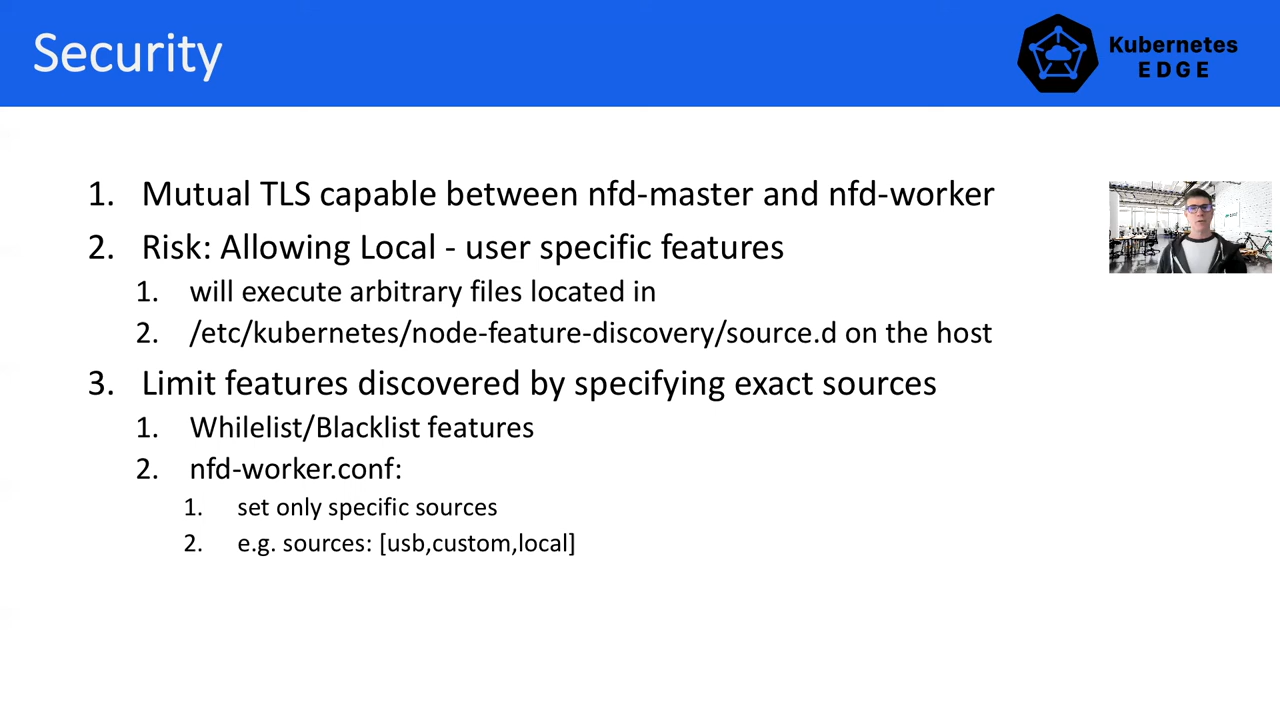 Security
Kubernetes
EDGE
1. Mutual TLS capable between nfd-master and nfd-worker
2. Risk: Allowing Local - user specific features
1. will execute arbitrary files located in
2. /etc/kubernetes/node-feature-discovery/source.d on the host
3. Limit features discovered by specifying exact sources
1. Whilelist/Blacklist features
2. nfd-worker.conf:
1. set only specific sources
2. e.g. sources: [usb,custom,local]